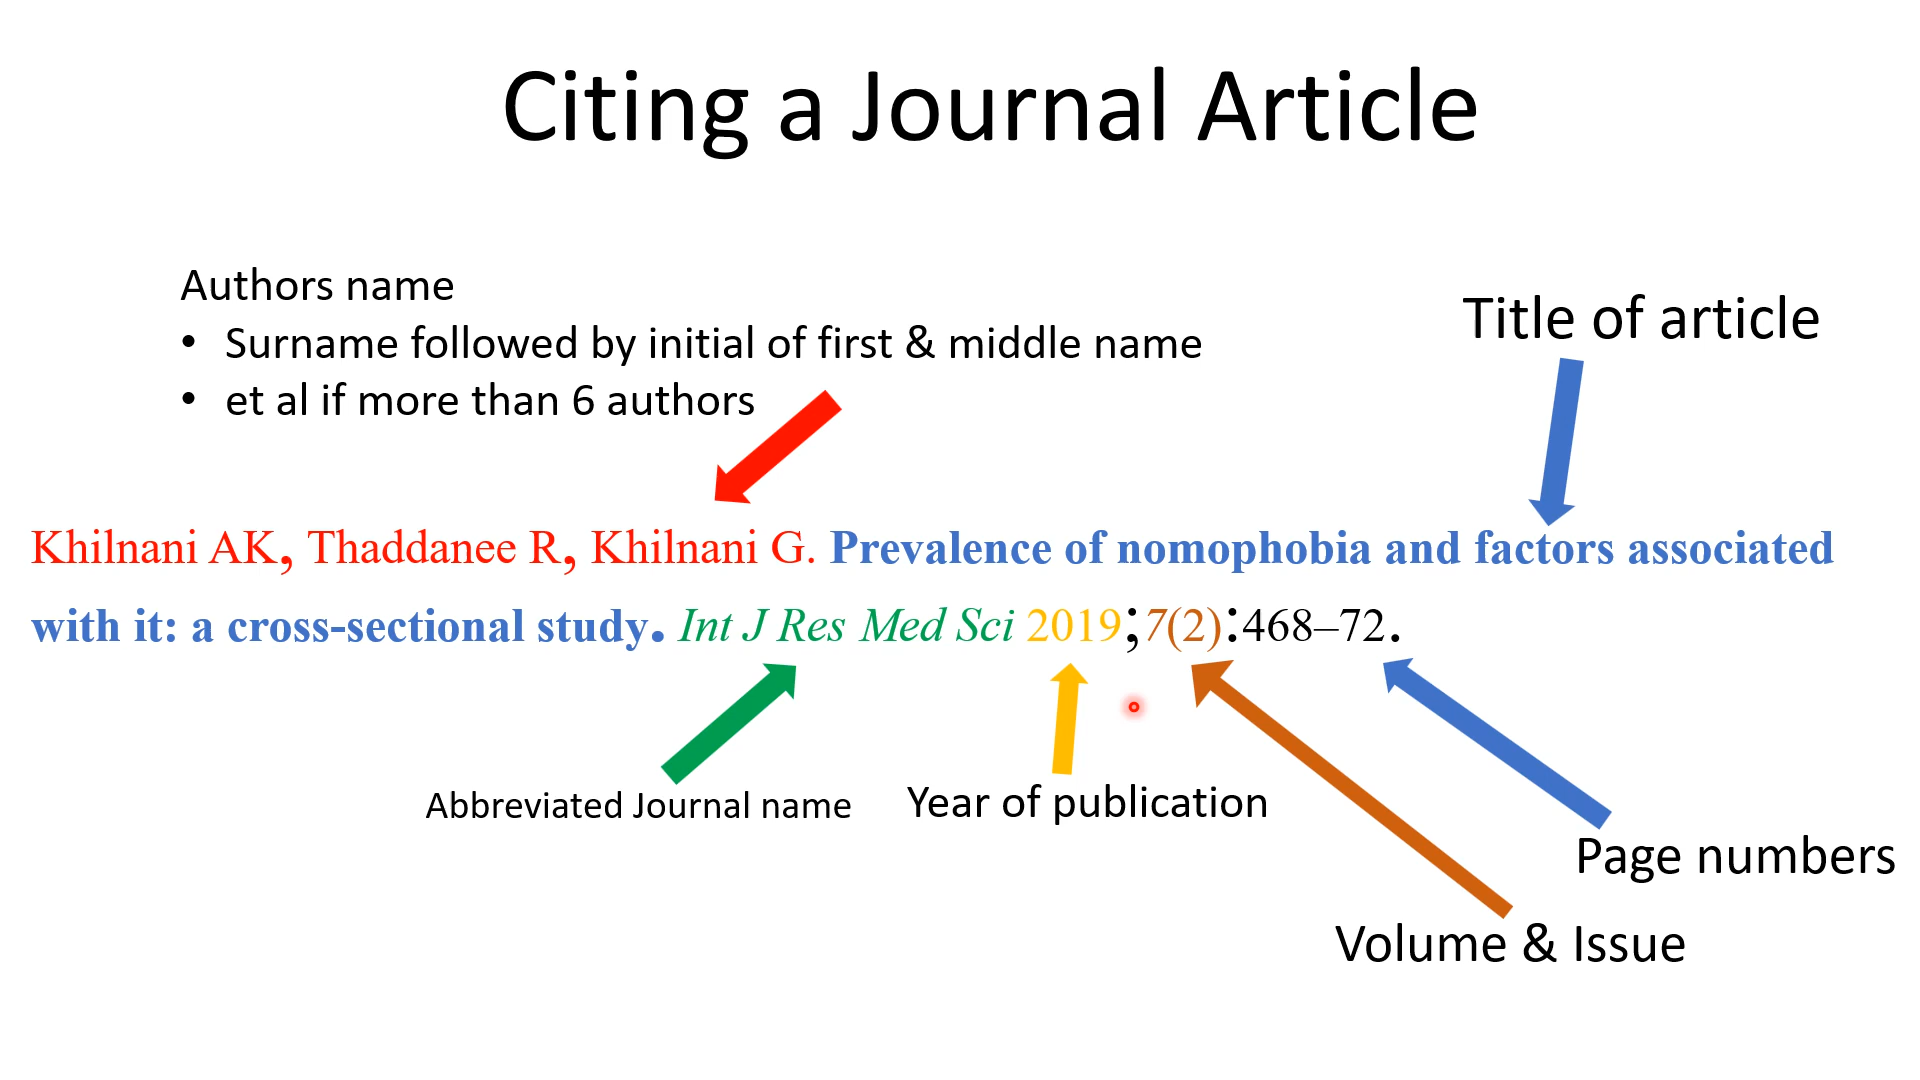 Citing a Journal Article
Authors name
• Surname followed by initial of first & middle name
• et al if more than 6 authors
Title of article
Khilnani AK, Thaddanee R, Khilnani G. Prevalence of nomophobia and factors associated
with it: a cross-sectional study. Int J Res Med Sci 2019;7(2):468–72.
Abbreviated Journal name
Year of publication
Page numbers
Volume & Issue